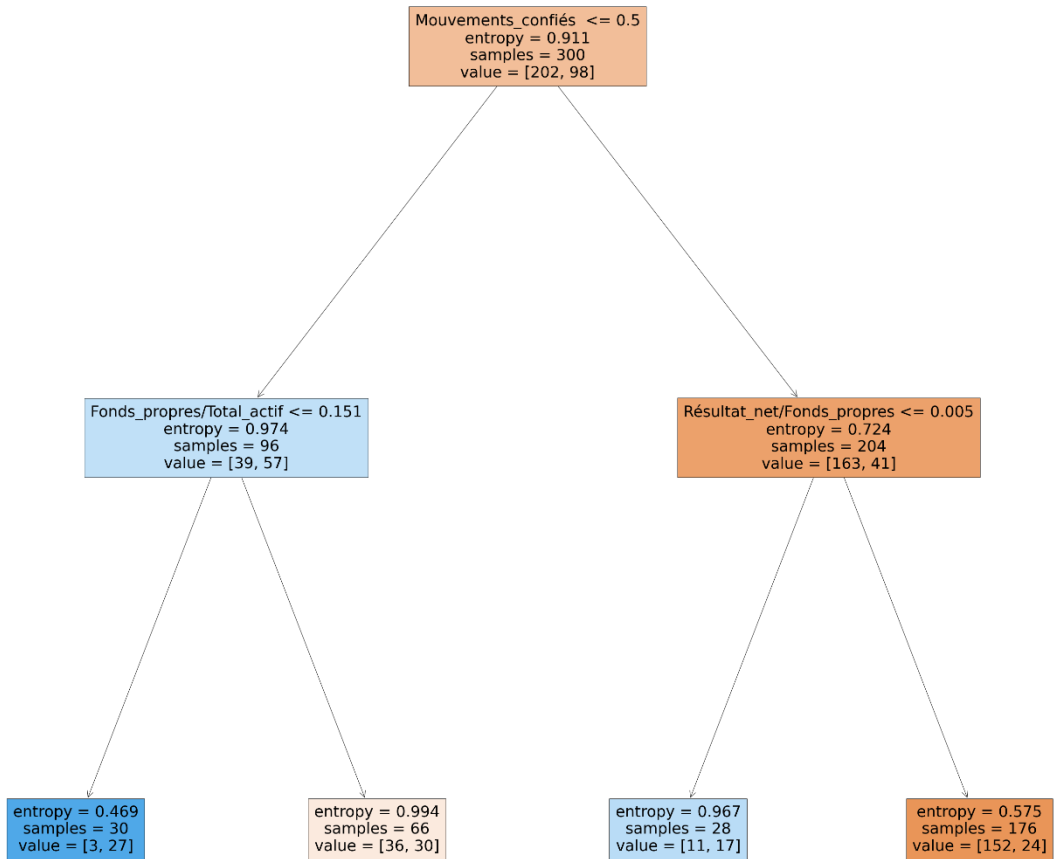 Mouvements_confiés  <= 0.5
entropy = 0.911
samples = 300
value = [202, 98]
Fonds_propres/Total_actif <= 0.151
entropy = 0.974
samples = 96
value = [39, 57]
Résultat_net/Fonds_propres <= 0.005
entropy = 0.724
samples = 204
value = [163, 41]
entropy = 0.469
samples = 30
value = [3, 27]
entropy = 0.994
samples = 66
value = [36, 30]
entropy = 0.967
samples = 28
value = [11, 17]
entropy = 0.575
samples = 176
value = [152, 24]